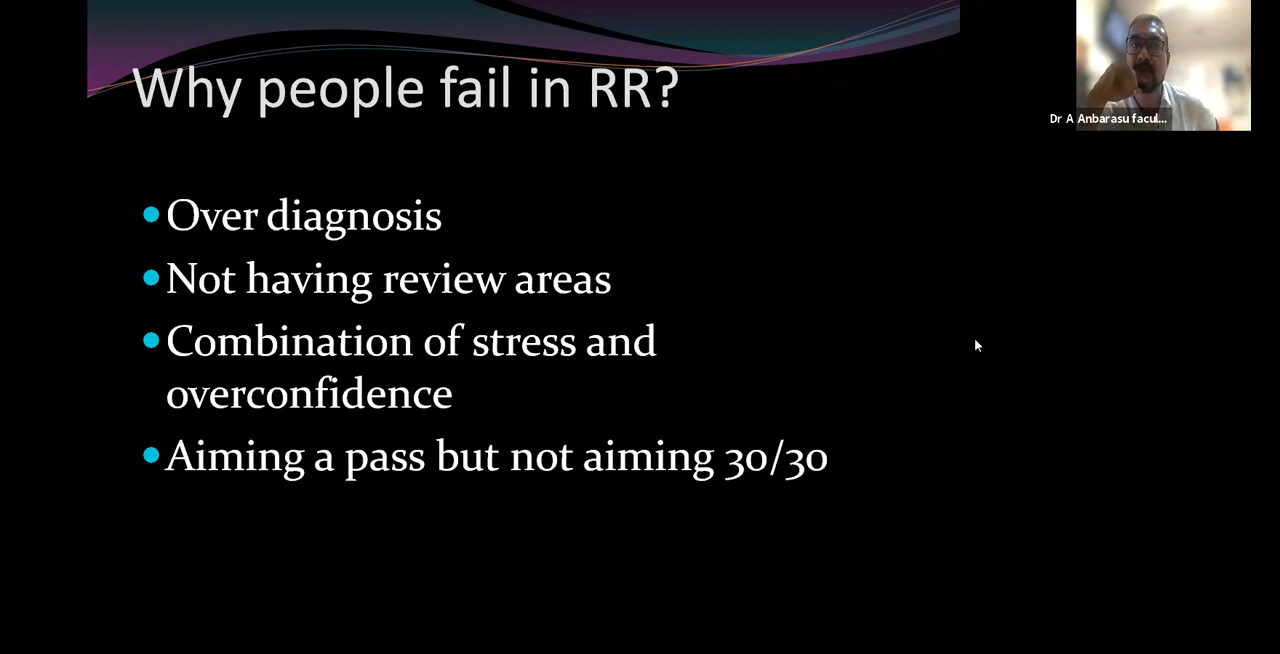 Why people fail in RR?
Dr A Anbarasu facul...
Over diagnosis
Not having review areas
Combination of stress and
overconfidence
Aiming a pass but not aiming 30/30